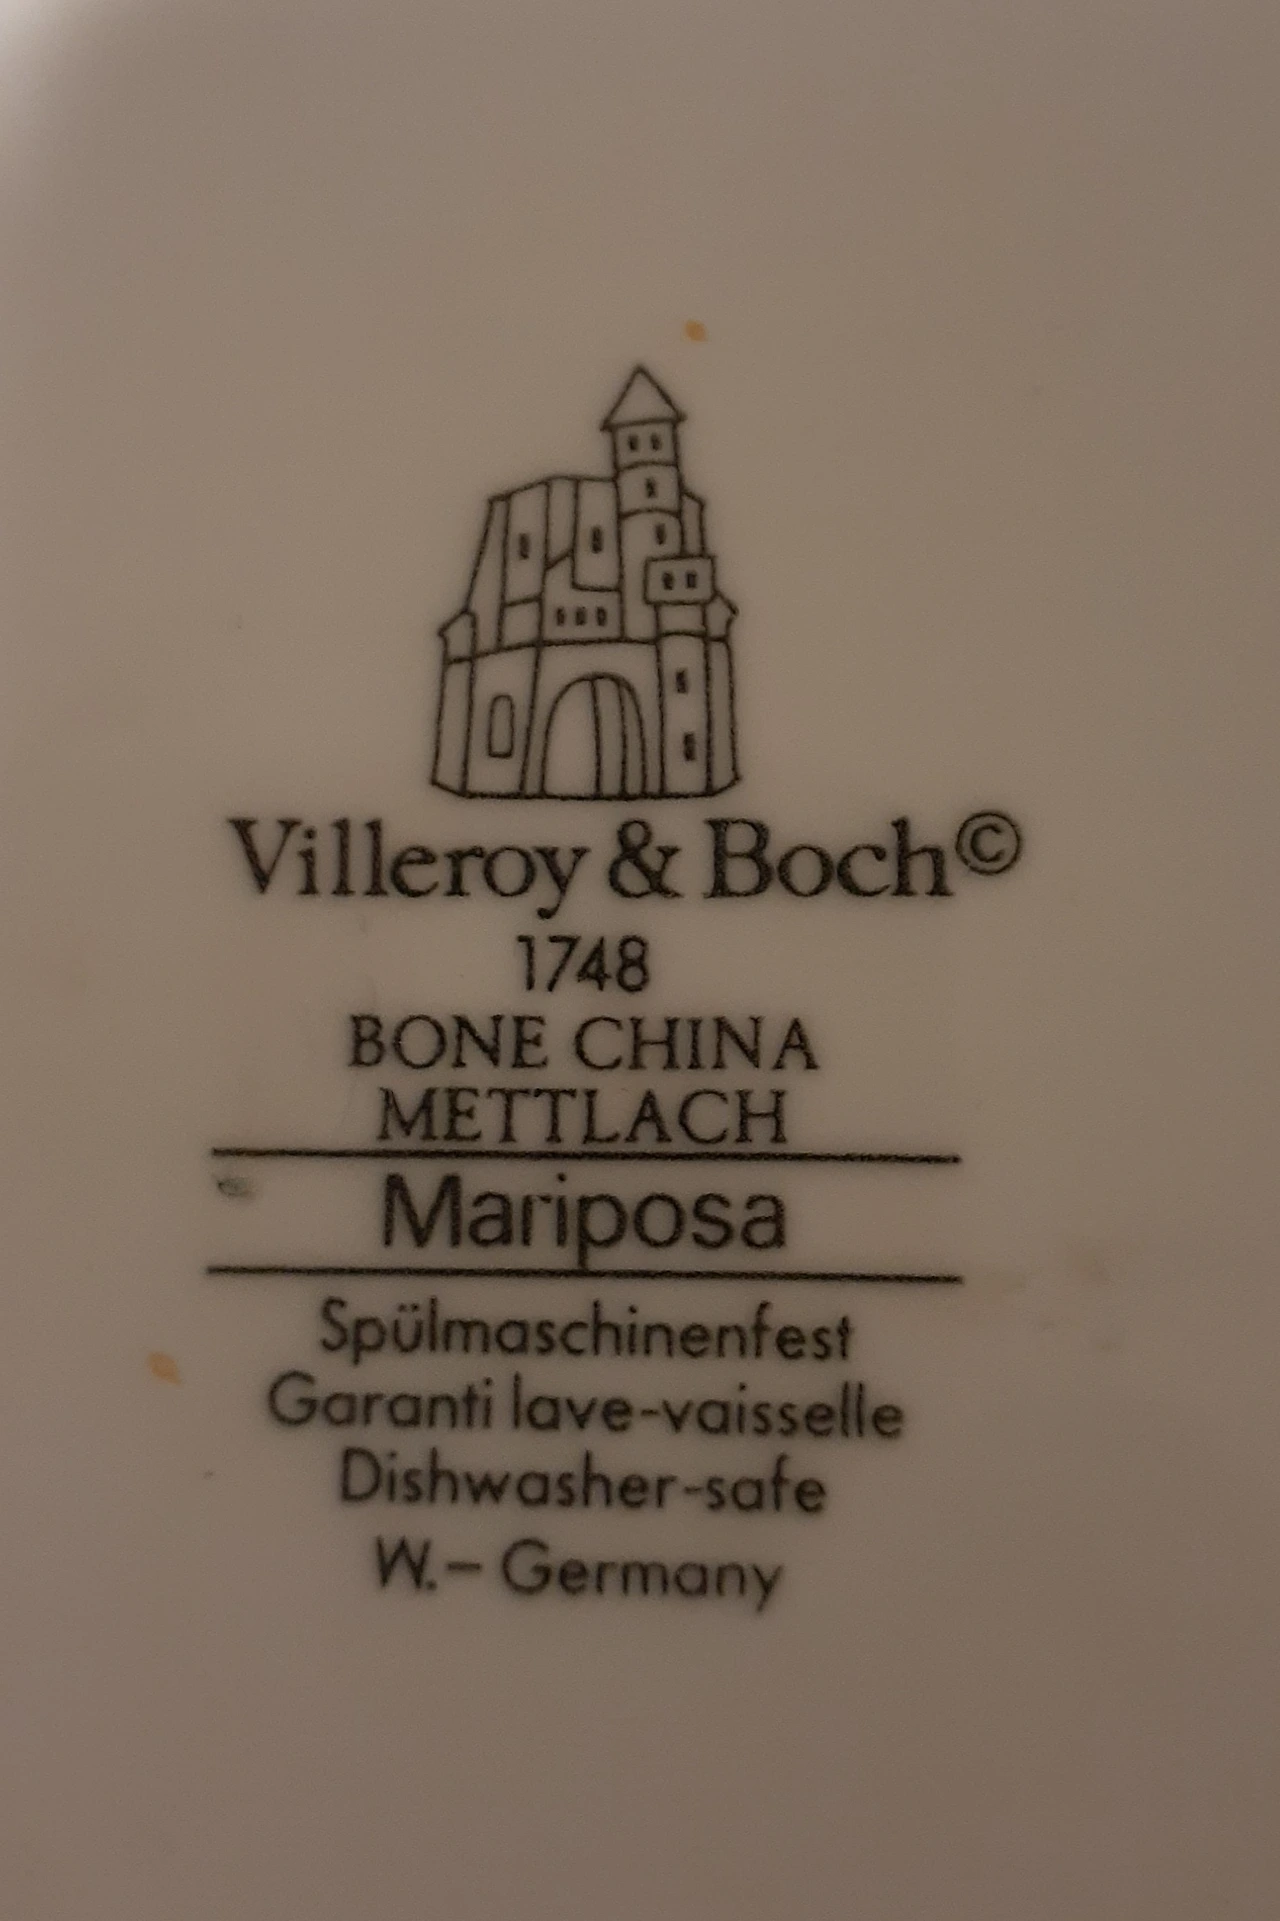 Villeroy & Boch©
1748
BONE CHINA
METTLACH
Mariposa
Spülmaschinenfest
Garanti lave-vaisselle
Dishwasher-safe
W.– Germany